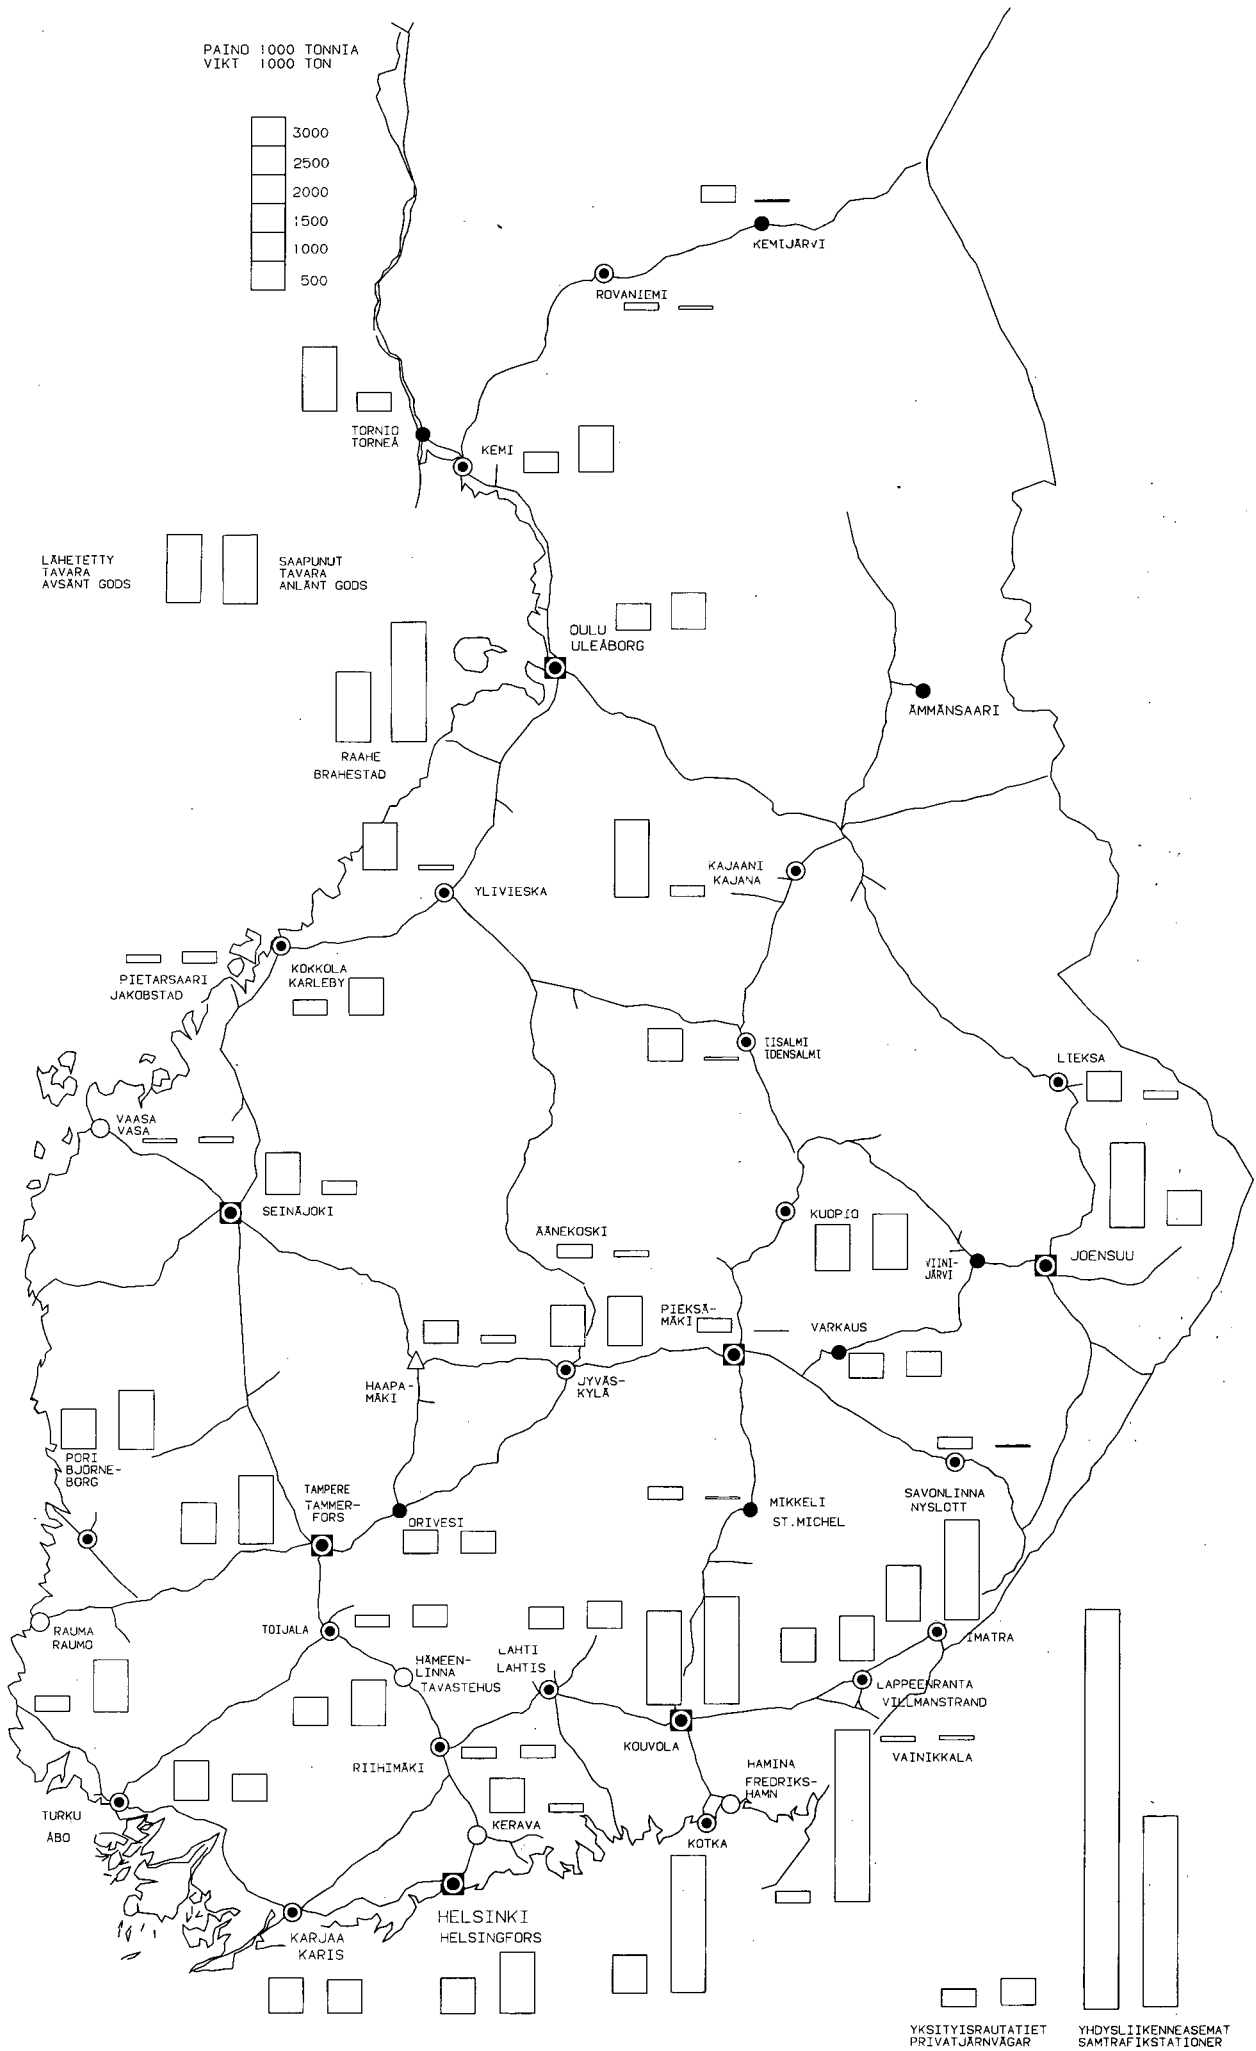 PAINO 1000 TONNIA
VIKT 1000 TON
3000
2500
2000
1500
1000
500
KEMIJÄRVI
ROVANIEMI
TORNIO
TORNEÅ
KEMI
LÄHETETTY
TAVARA
AVSÄNT GODS
SAAPUNUT
TAVARA
ANLÄNT GODS
OULU
ULEÅBORG
ÄMMÄNSAARI
RAAHE
BRAHESTAD
KAJAANI
KAJANA
YLIVIESKA
KOKKOLA
KARLEBY
PIETARSAARI
JAKOBSTAD
IISALMI
IDENSALMI
LIEKSA
VAASA
VASA
SEINÄJOKI
KUOPIO
ÄÄNEKOSKI
VIINI-
JÄRVI
JOENSUU
PIEKSÄ-
MÄKI
VARKAUS
HAAPA-
MÄKI
JYVÄS-
KYLÄ
PORI
BJÖRNE-
BORG
TAMPERE
TAMMER-
FORS
ORIVESI
MIKKELI
ST.MICHEL
SAVONLINNA
NYSLOTT
RAUMA
RAUMO
TOIJALA
HÄMEEN-
LINNA
TAVASTEHUS
LAHTI
LAHTIS
IMATRA
LAPPEENRANTA
VILLMANSTRAND
KOUVOLA
VAINIKKALA
RIIHIMÄKI
HAMINA
FREDRIKS-
HAMN
TURKU
ÅBO
KERAVA
KOTKA
HELSINKI
HELSINGFORS
KARJAA
KARIS
YKSITYISRAUTATIET
PRIVATJÄRNVÄGAR
YHDYSLIIKENNEASEMAT
SAMTRAFIKSTATIONER